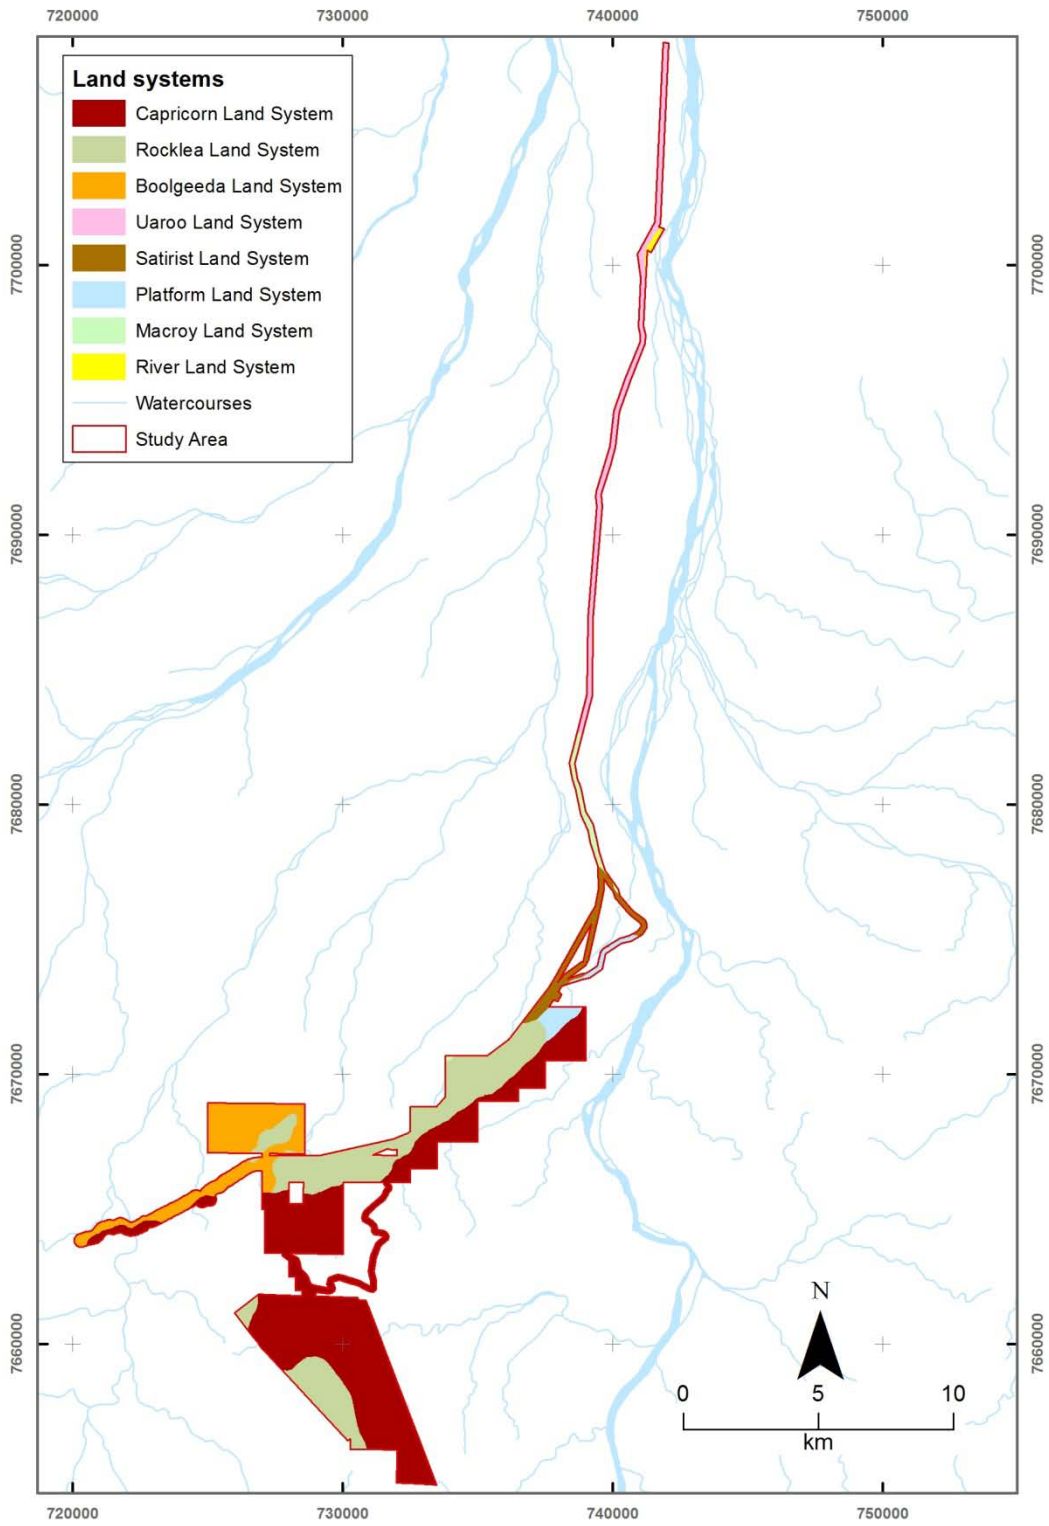 720000 730000 740000 750000
Land systems
Capricorn Land System
Rocklea Land System
Boolgeeda Land System
Uaroo Land System
Satirist Land System
Platform Land System
Macroy Land System
River Land System
Watercourses
Study Area
7700000 7700000
7690000 7690000
7680000 7680000
7670000 7670000
7660000 7660000
N
0 5 10
km
720000 730000 740000 750000